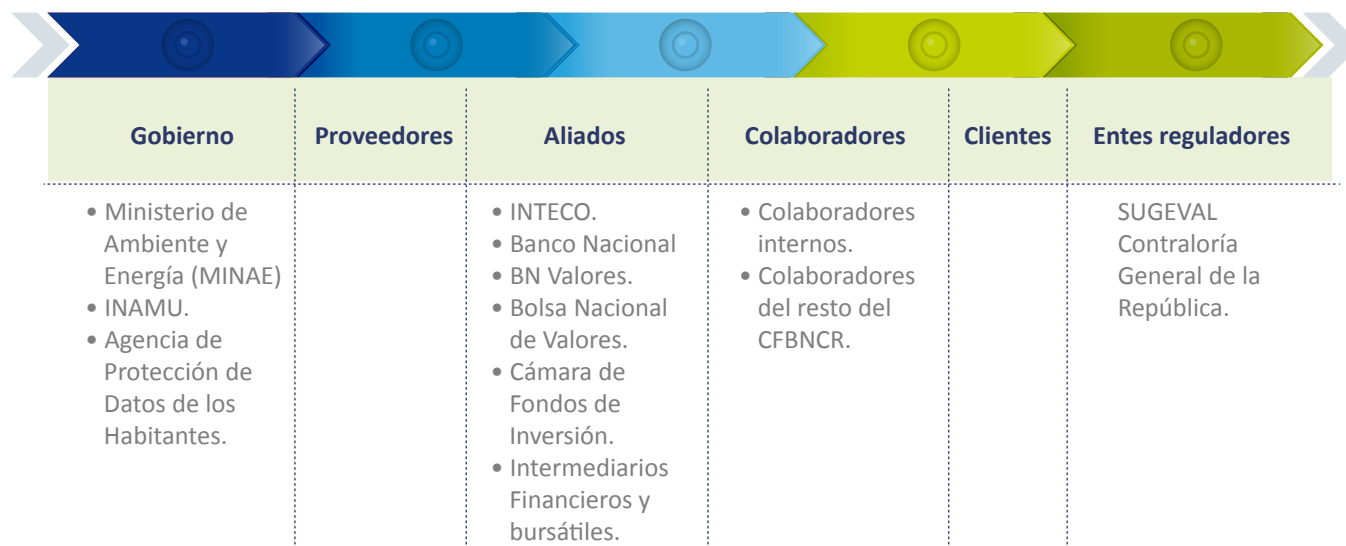 Gobierno
Proveedores
Aliados
Colaboradores
Clientes
Entes reguladores
• Ministerio de
Ambiente y
Energía (MINAE)
• INAMU.
• Agencia de
Protección de
Datos de los
Habitantes.
• INTECO.
• Banco Nacional
• BN Valores.
• Bolsa Nacional
de Valores.
• Cámara de
Fondos de
Inversión.
• Intermediarios
Financieros y
bursátiles.
• Colaboradores
internos.
• Colaboradores
del resto del
CFBNCR.
SUGEVAL
Contraloría
General de la
República.